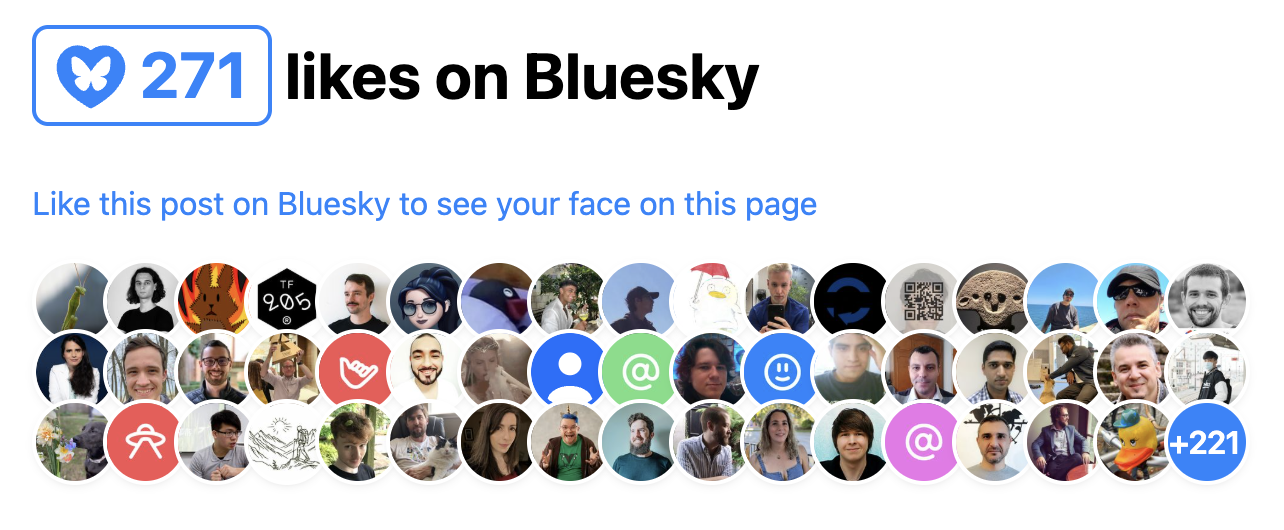 271 likes on Bluesky
Like this post on Bluesky to see your face on this page
TF
205
®
@
@
+221